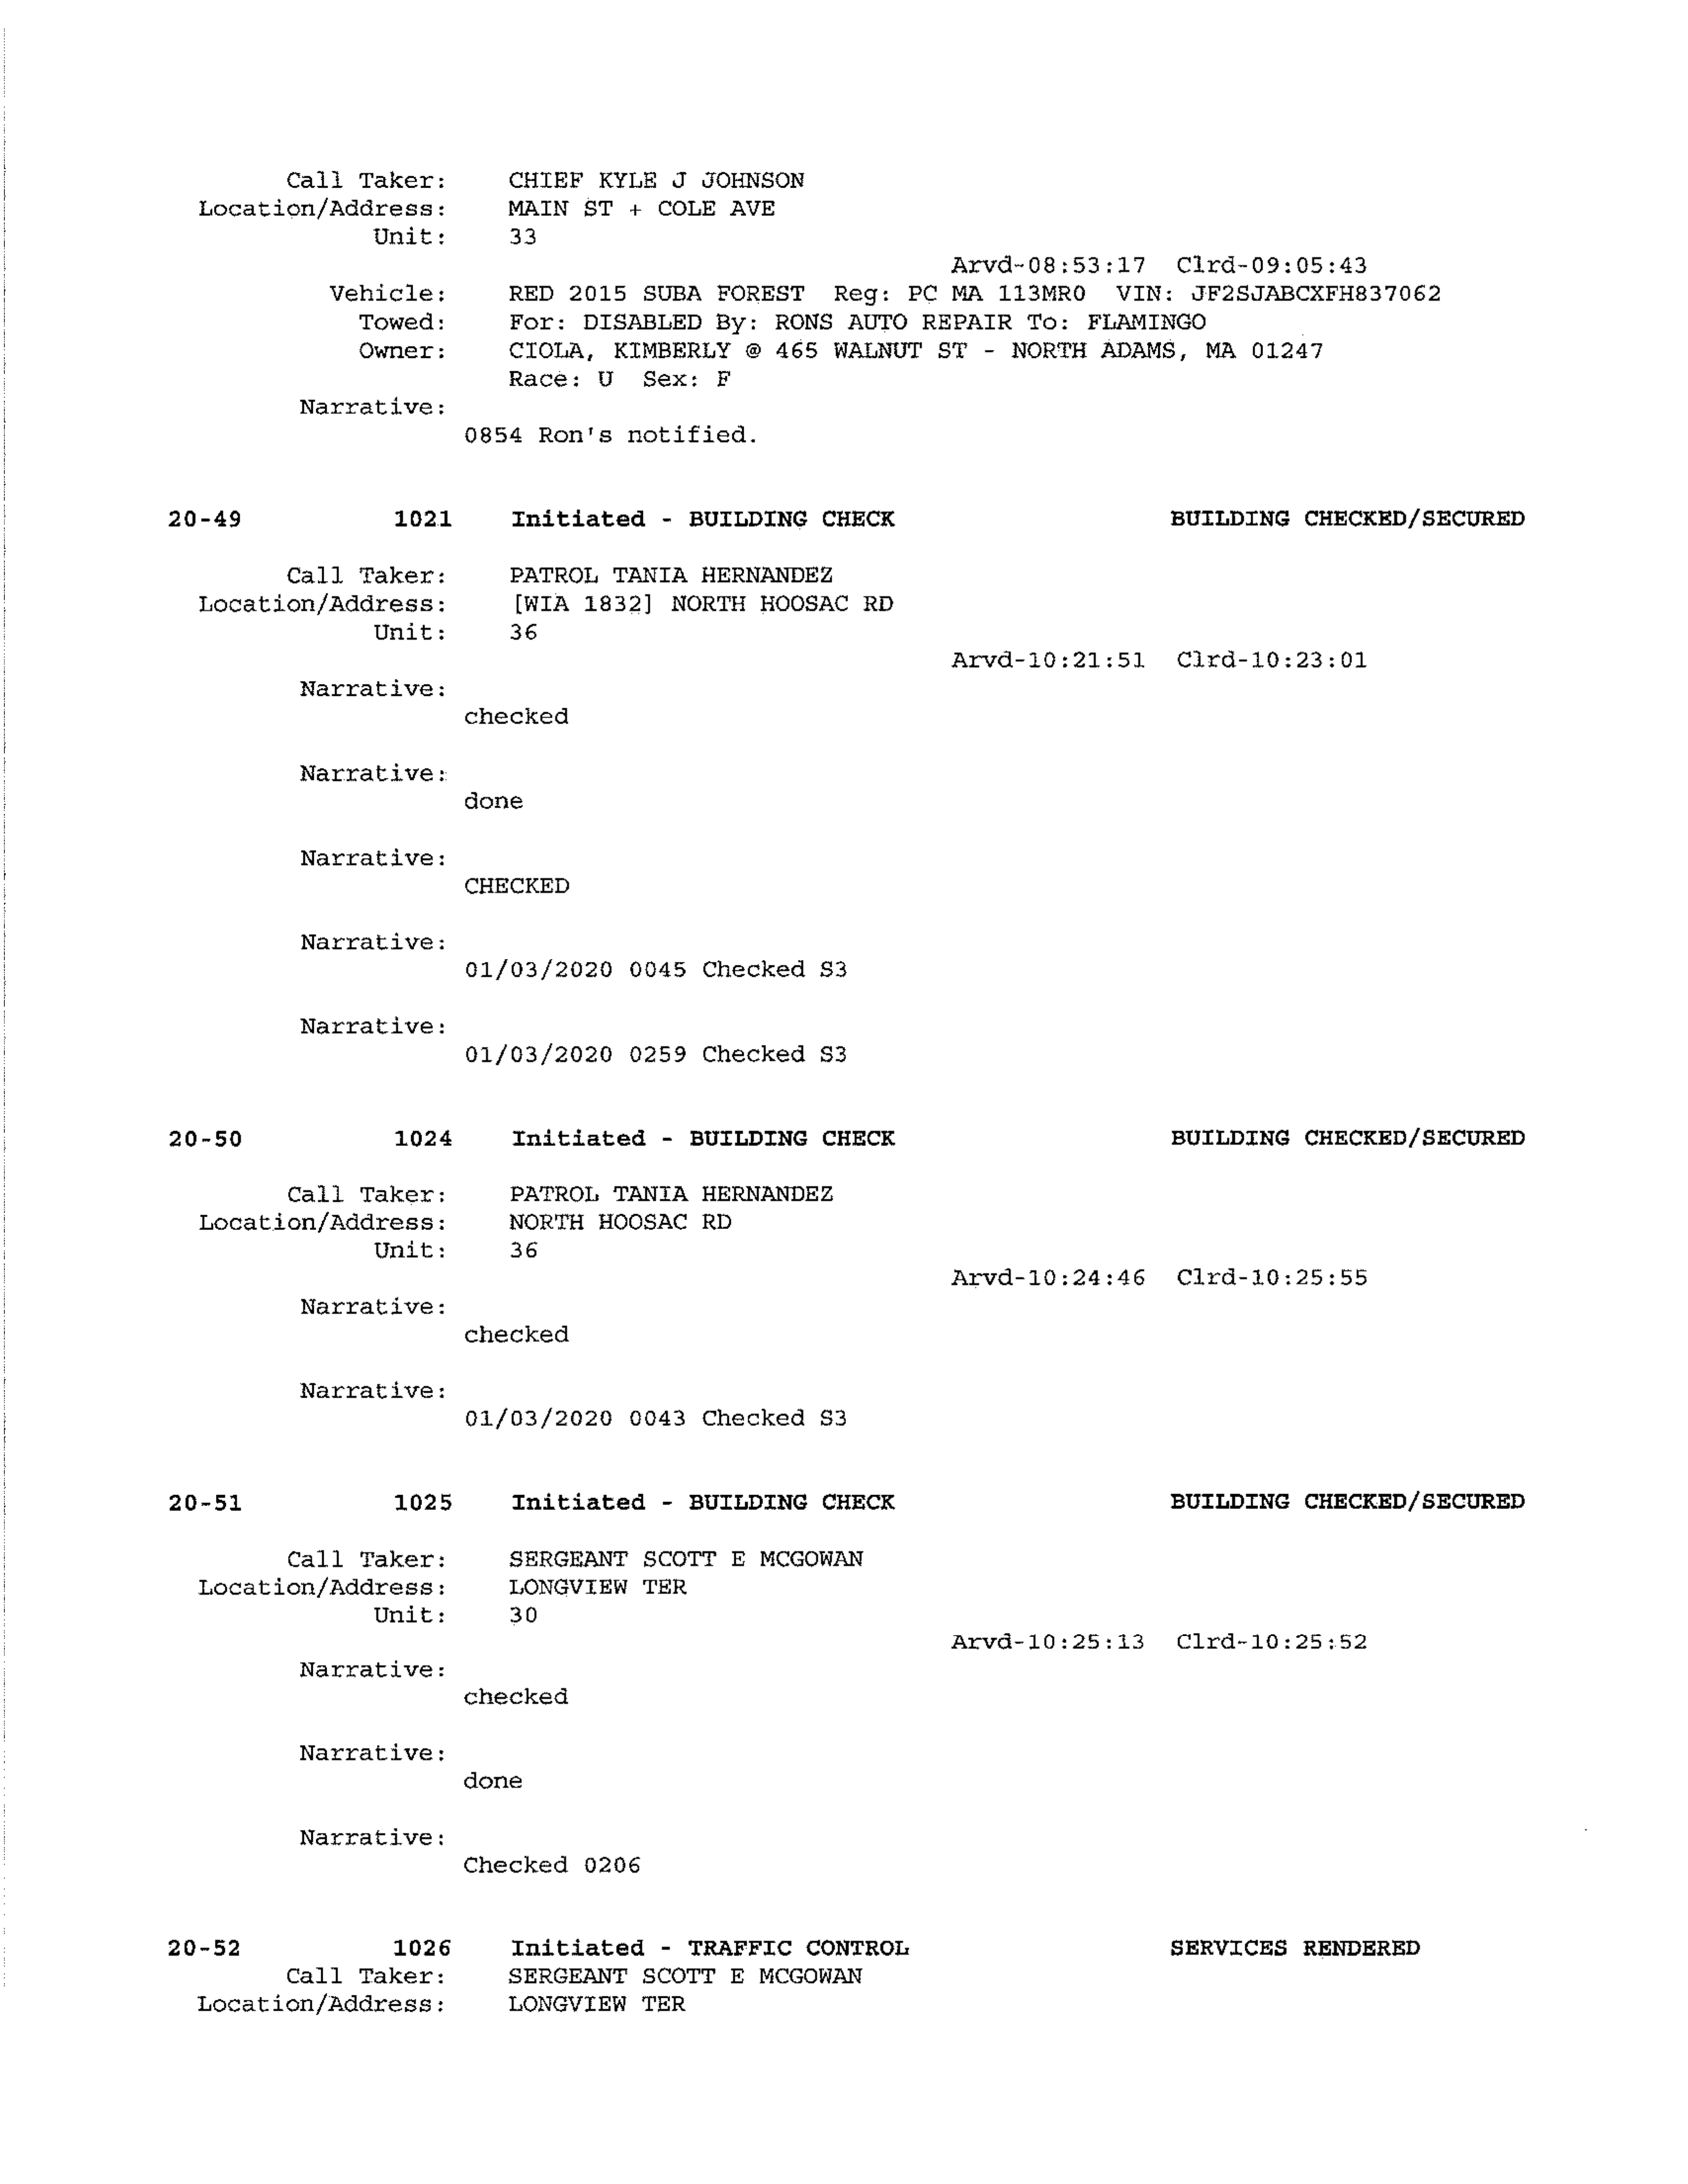 Call Taker: CHIEF KYLE J JOHNSON
Location/Address: MAIN ST + COLE AVE
Unit: 33
Arvd-08:53:17 Clrd-09:05:43
Vehicle: RED 2015 SUBA FOREST Reg: PC MA 113MR0 VIN: JF2SJABCXFH837062
Towed: For: DISABLED By: RONS AUTO REPAIR To: FLAMINGO
Owner: CIOLA, KIMBERLY @ 465 WALNUT ST - NORTH ADAMS, MA 01247
Race: U Sex: F
Narrative:
0854 Ron's notified.
20-49 1021 Initiated - BUILDING CHECK BUILDING CHECKED/SECURED
Call Taker: PATROL TANIA HERNANDEZ
Location/Address: [WIA 1832] NORTH HOOSAC RD
Unit: 36
Arvd-10:21:51 Clrd-10:23:01
Narrative:
checked
Narrative:
done
Narrative:
CHECKED
Narrative:
01/03/2020 0045 Checked S3
Narrative:
01/03/2020 0259 Checked S3
20-50 1024 Initiated - BUILDING CHECK BUILDING CHECKED/SECURED
Call Taker: PATROL TANIA HERNANDEZ
Location/Address: NORTH HOOSAC RD
Unit: 36
Arvd-10:24:46 Clrd-10:25:55
Narrative:
checked
Narrative:
01/03/2020 0043 Checked S3
20-51 1025 Initiated - BUILDING CHECK BUILDING CHECKED/SECURED
Call Taker: SERGEANT SCOTT E MCGOWAN
Location/Address: LONGVIEW TER
Unit: 30
Arvd-10:25:13 Clrd-10:25:52
Narrative:
checked
Narrative:
done
Narrative:
Checked 0206
20-52 1026 Initiated - TRAFFIC CONTROL SERVICES RENDERED
Call Taker: SERGEANT SCOTT E MCGOWAN
Location/Address: LONGVIEW TER